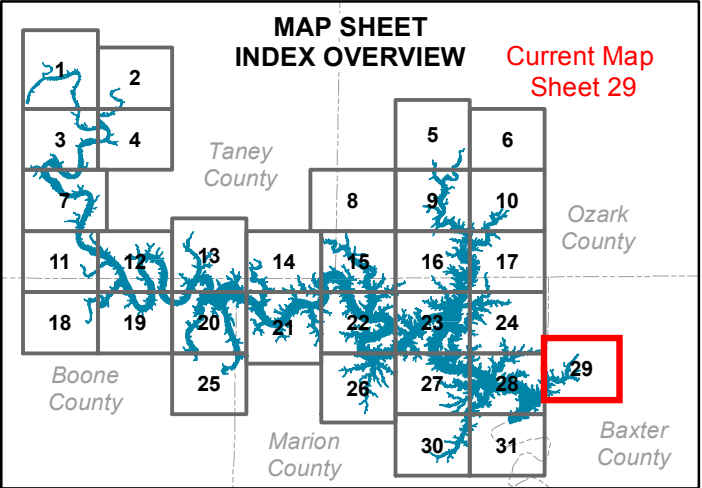 MAP SHEET
INDEX OVERVIEW
Current Map
Sheet 29
1
2
3
4
5
6
Taney
County
7
8
9
10
Ozark
County
11
12
13
14
15
16
17
18
19
20
21
22
23
24
25
26
27
28
29
Boone
County
Marion
County
30
31
Baxter
County